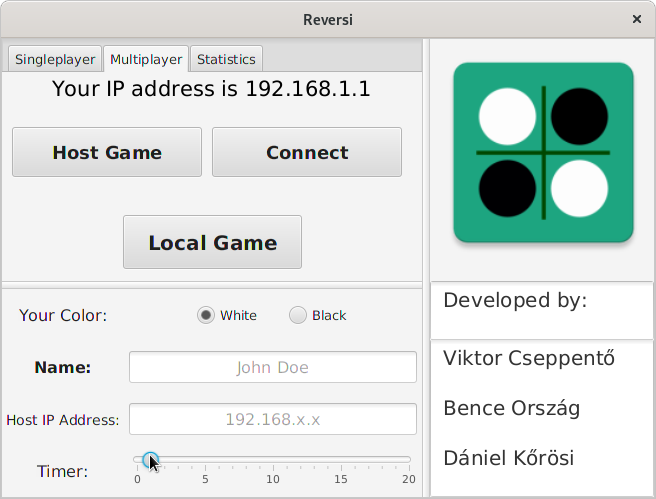 Reversi ×
Singleplayer Multiplayer Statistics
Your IP address is 192.168.1.1
Host Game Connect
Local Game
Your Color: White Black
Name: John Doe
Host IP Address: 192.168.x.x
Timer:
0 5 10 15 20
Developed by:
Viktor Cseppentő
BenceOrszág
Dániel Kőrösi